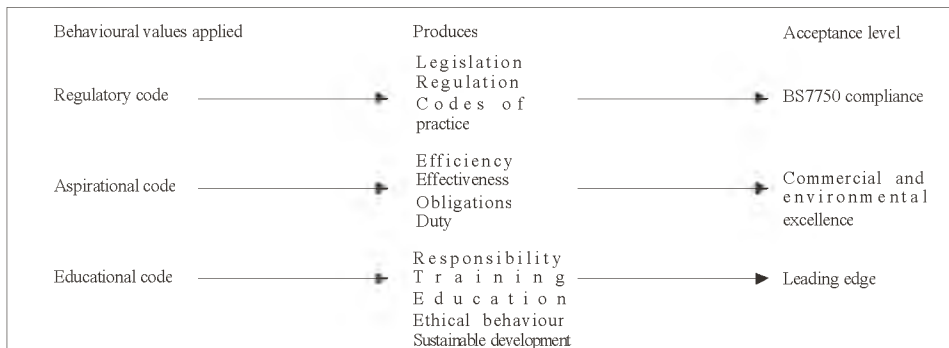 Behavioural values applied
Produces
Acceptance level
Regulatory code
Legislation
Regulation
Codes of
practice
BS7750 compliance
Aspirational code
Efficiency
Effectiveness
Obligations
Duty
Commercial and
environmental
excellence
Educational code
Responsibility
Training
Education
Ethical behaviour
Sustainable development
Leading edge